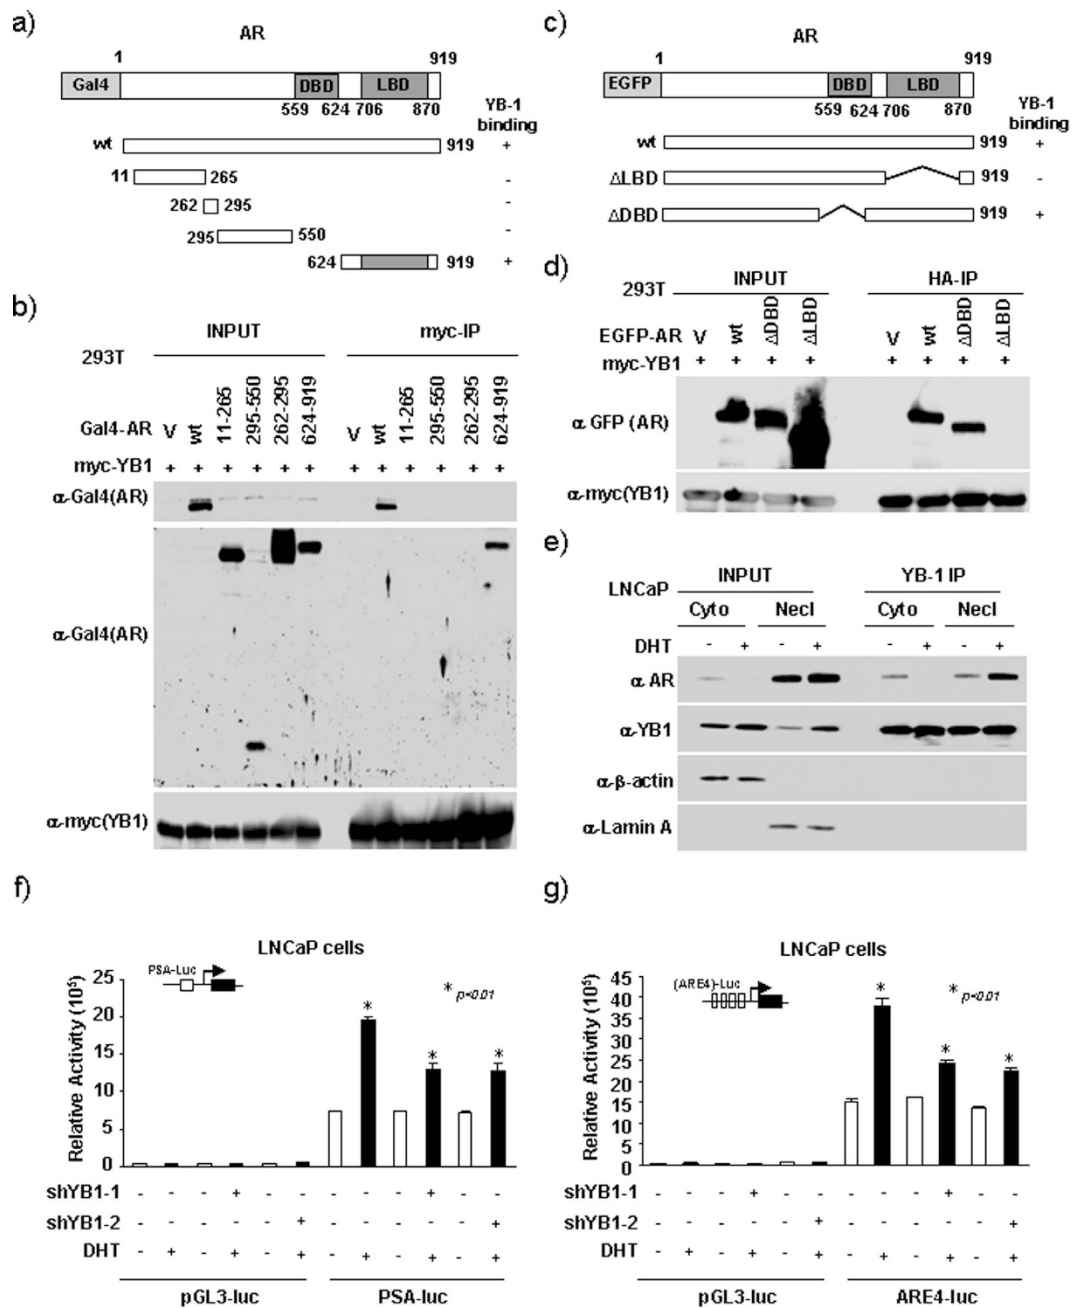 a)
AR
1
919
Gal4
DBD
LBD
559 624 706 870
YB-1
binding
wt
919
+
11
265
-
262
295
-
295
550
-
624
919
+
b)
INPUT
myc-IP
293T
Gal4-AR
V
wt
11-265
295-550
262-295
624-919
V
wt
11-265
295-550
262-295
624-919
myc-YB1
+ + + + + + + + + + + +
α-Gal4(AR)
α-Gal4(AR)
α-myc(YB1)
c)
AR
1
919
EGFP
DBD
LBD
559 624 706 870
YB-1
binding
wt
919
+
ΔLBD
919
-
ΔDBD
919
+
d)
INPUT
HA-IP
293T
EGFP-AR
V
wt
ΔDBD
ΔLBD
V
wt
ΔDBD
ΔLBD
myc-YB1
+ + + + + + + +
α GFP (AR)
α-myc(YB1)
e)
INPUT
YB-1 IP
LNCaP
Cyto
Necl
Cyto
Necl
DHT
- + - + - + - +
α AR
α-YB1
α-β-actin
α-Lamin A
f)
LNCaP cells
PSA-Luc
* p<0.01
Relative Activity (10⁵)
25
20
15
10
5
0
* * *
shYB1-1 - - - + - - - - - + - -
shYB1-2 - - - - - + - - - - - +
DHT - + - + - + - + - + - +
pGL3-luc
PSA-luc
g)
LNCaP cells
(ARE4)-Luc
* p<0.01
Relative Activity (10⁵)
45
40
35
30
25
20
15
10
5
0
* * *
shYB1-1 - - - + - - - - - + - -
shYB1-2 - - - - - + - - - - - +
DHT - + - + - + - + - + - +
pGL3-luc
ARE4-luc